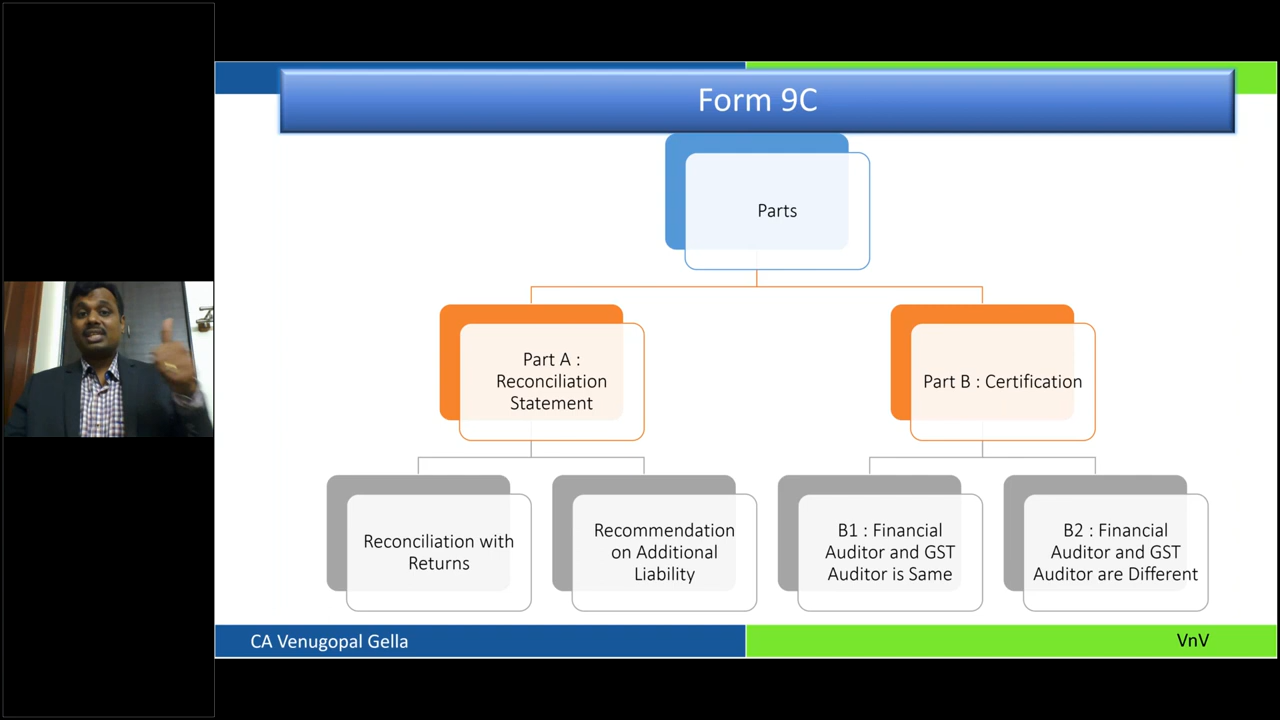 Form 9C
Parts
Part A :
Reconciliation
Statement
Part B : Certification
Reconciliation with
Returns
Recommendation
on Additional
Liability
B1 : Financial
Auditor and GST
Auditor is Same
B2 : Financial
Auditor and GST
Auditor are Different
CA Venugopal Gella
VnV